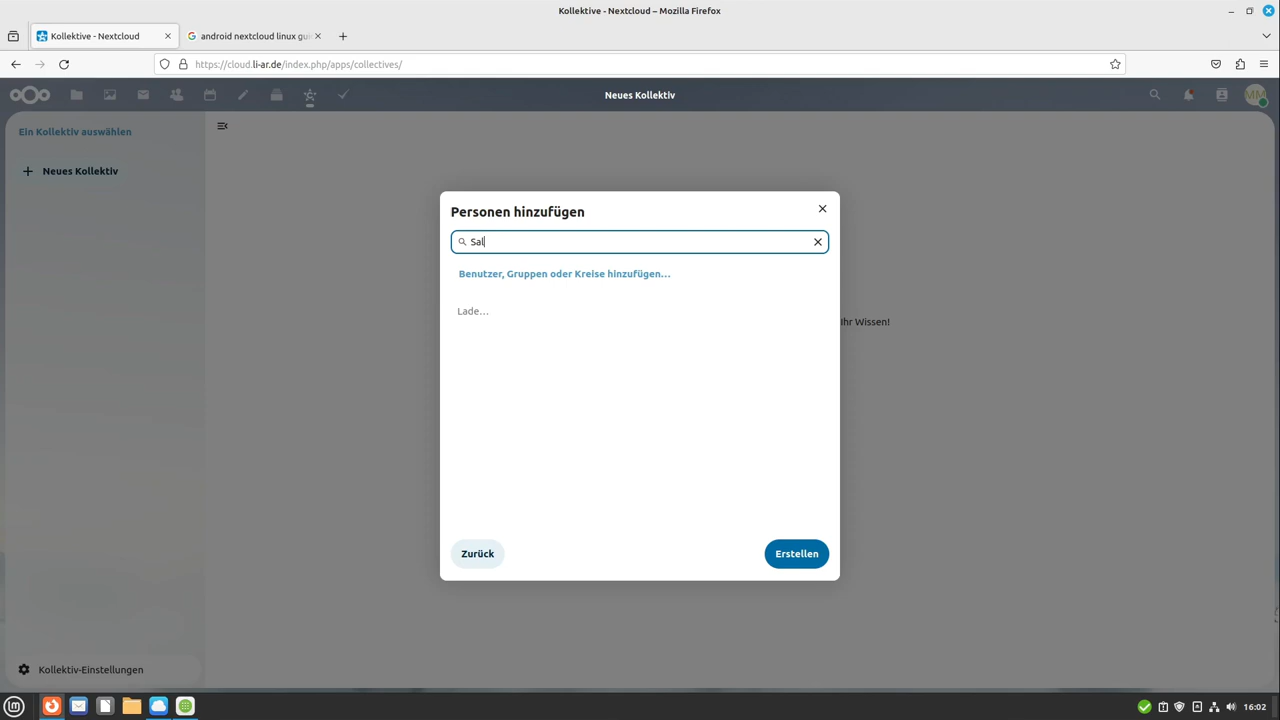 Kollektive - Nextcloud – Mozilla Firefox
Kollektive - Nextcloud
android nextcloud linux gu
https://cloud.li-ar.de/index.php/apps/collectives/
Neues Kollektiv
MM
Ein Kollektiv auswählen
Neues Kollektiv
Personen hinzufügen
Sal
Benutzer, Gruppen oder Kreise hinzufügen…
Lade…
Ihr Wissen!
Zurück
Erstellen
Kollektiv-Einstellungen
16:02